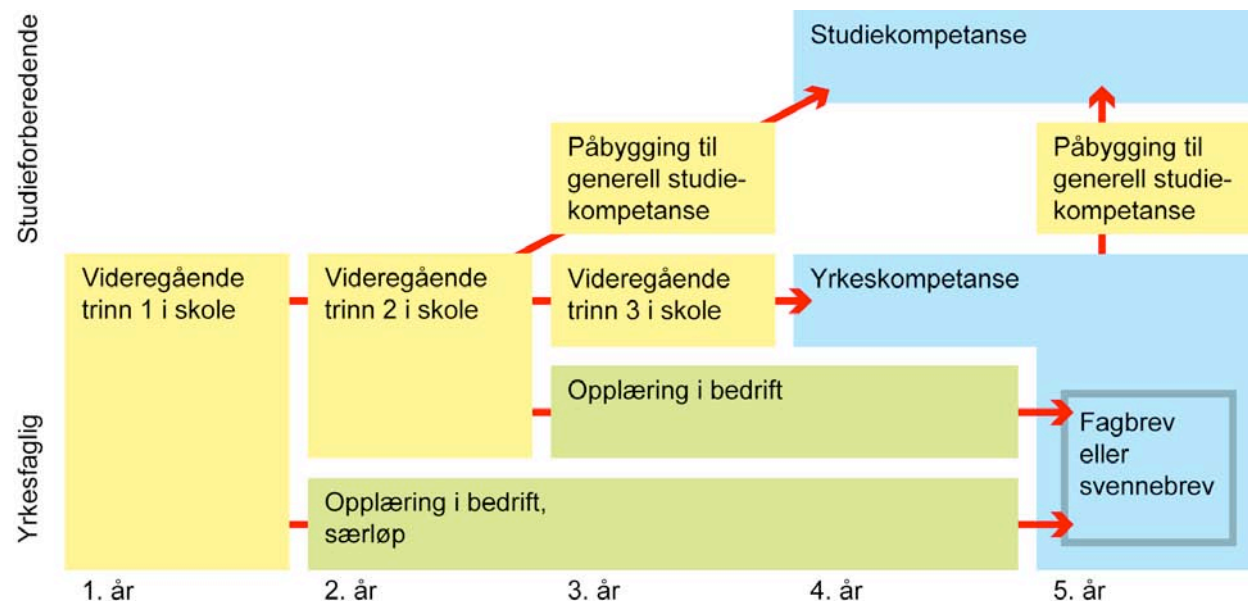 Studieforberedende
Studiekompetanse
Påbygging til
generell studie-
kompetanse
Påbygging til
generell studie-
kompetanse
Yrkesfaglig
Videregående
trinn 1 i skole
Videregående
trinn 2 i skole
Videregående
trinn 3 i skole
Yrkeskompetanse
Opplæring i bedrift
Fagbrev
eller
svennebrev
Opplæring i bedrift,
særløp
1. år
2. år
3. år
4. år
5. år